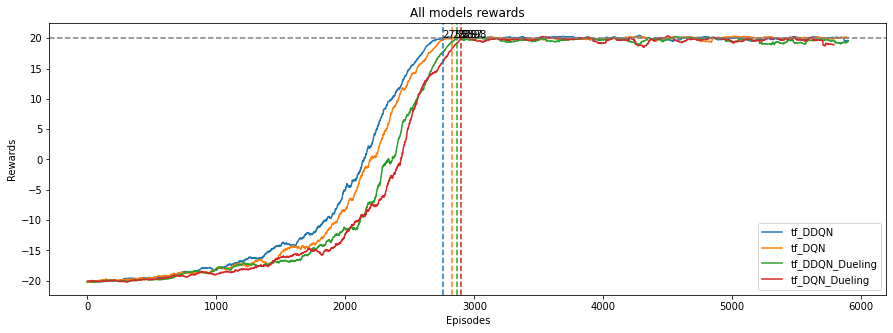 All models rewards
Rewards
20
15
10
5
0
−5
−10
−15
−20
0
1000
2000
3000
4000
5000
6000
Episodes
tf_DDQN
tf_DQN
tf_DDQN_Dueling
tf_DQN_Dueling